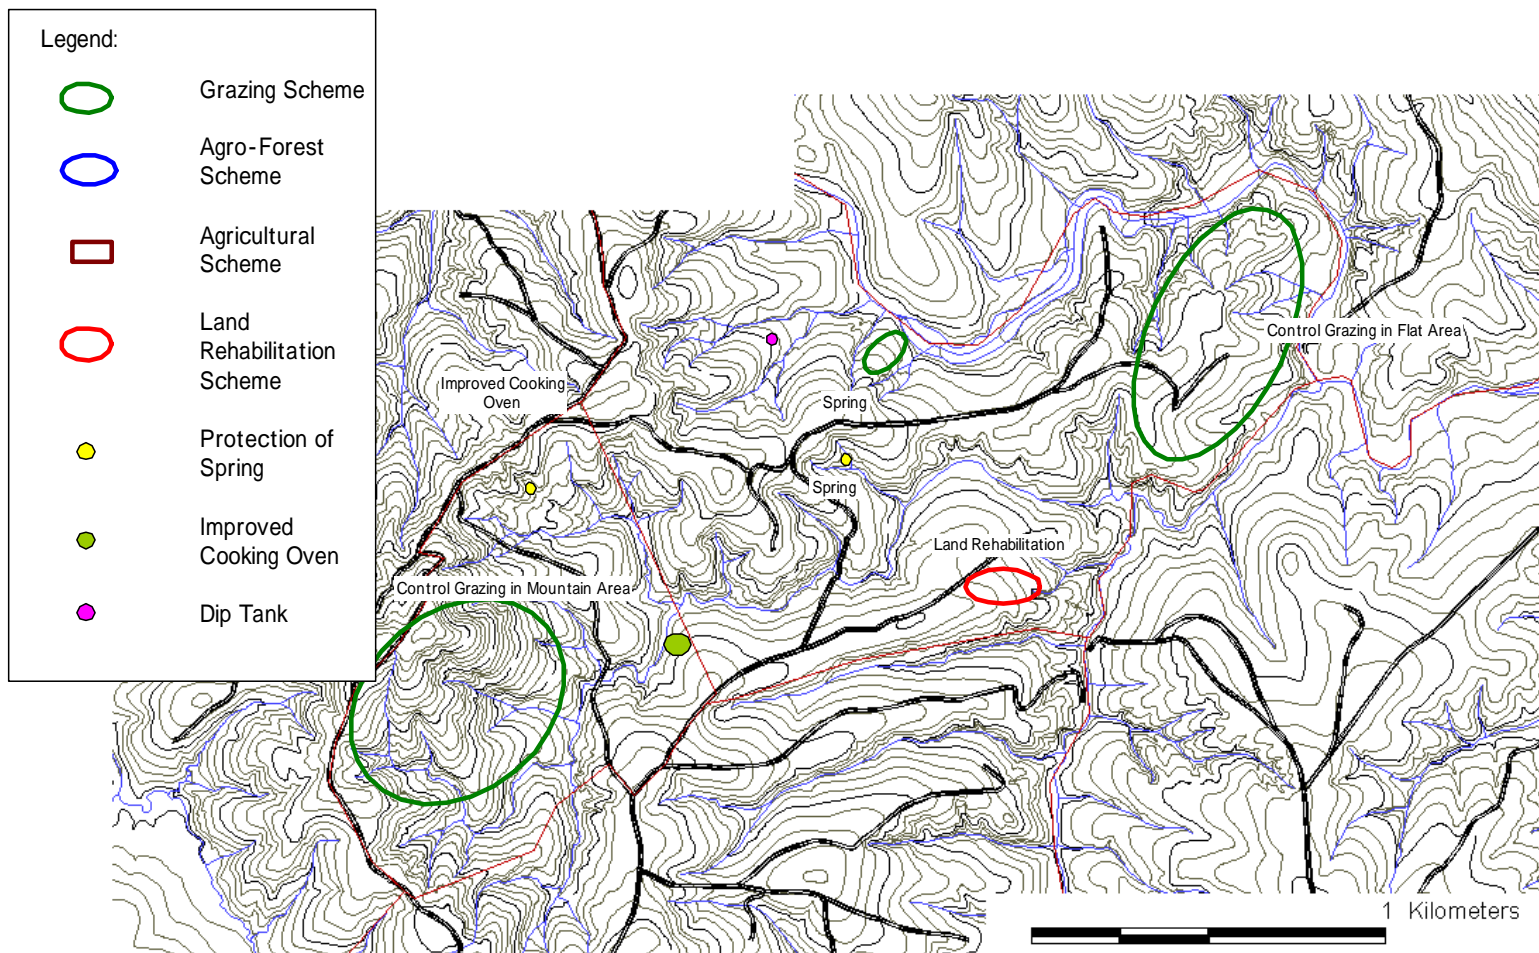 Legend:
Grazing Scheme
Agro-Forest
Scheme
Agricultural
Scheme
Land
Rehabilitation
Scheme
Protection of
Spring
Improved
Cooking Oven
Dip Tank
Control Grazing in Flat Area
Improved Cooking
Oven
Spring
Spring
Land Rehabilitation
Control Grazing in Mountain Area
1 Kilometers